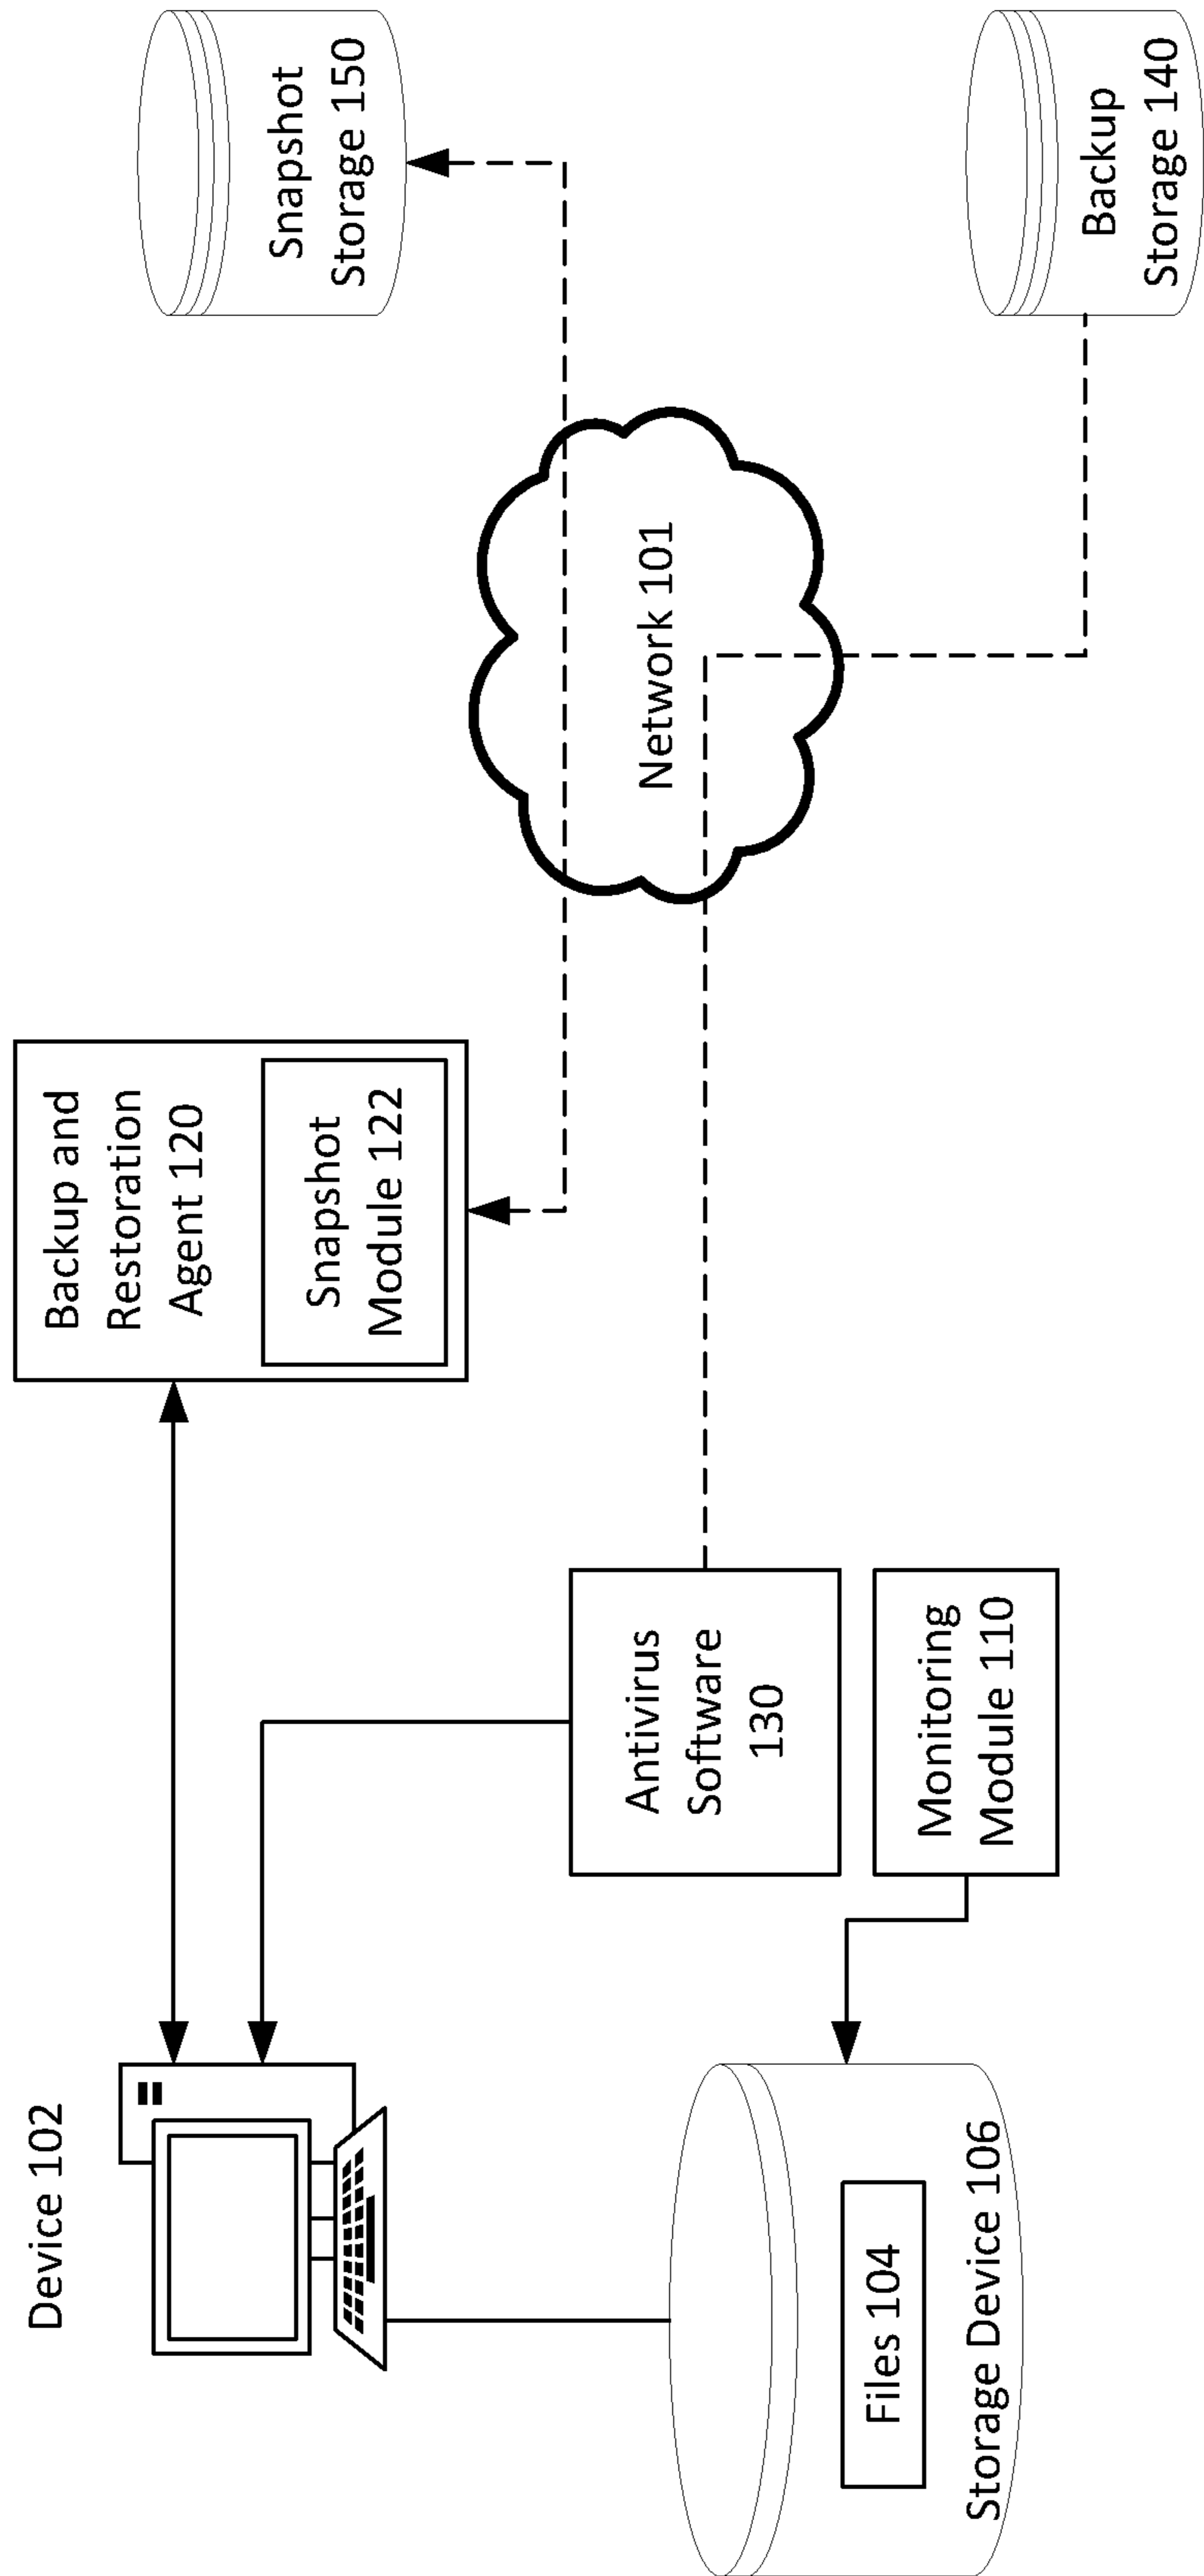 Device 102
Backup and
Restoration
Agent 120
Snapshot
Module 122
Snapshot
Storage 150
Network 101
Antivirus
Software
130
Monitoring
Module 110
Files 104
Storage Device 106
Backup
Storage 140